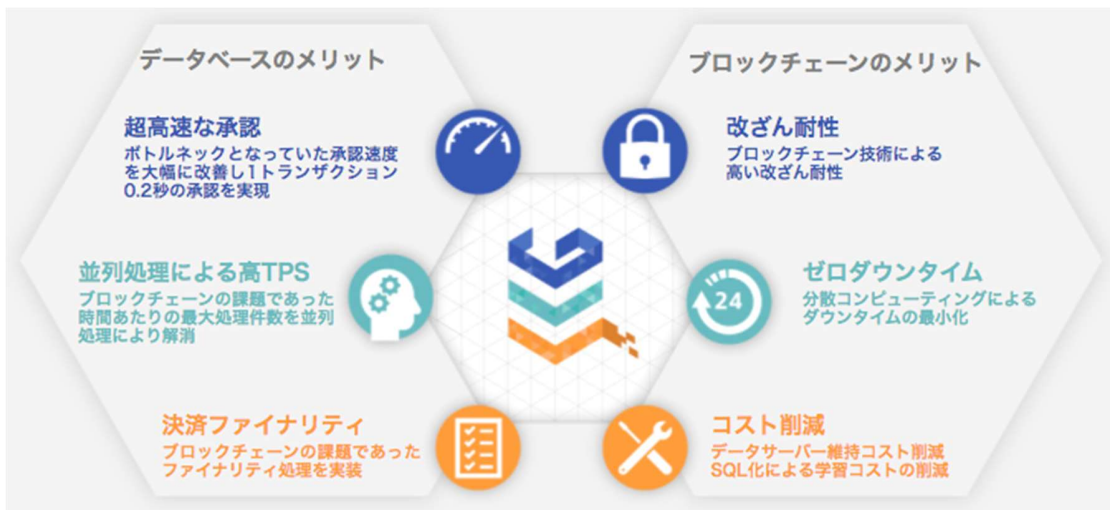 データベースのメリット
超高速な承認
ボトルネックとなっていた承認速度
を大幅に改善し1トランザクション
0.2秒の承認を実現
並列処理による高TPS
ブロックチェーンの課題であった
時間あたりの最大処理件数を並列
処理により解消
決済ファイナリティ
ブロックチェーンの課題であった
ファイナリティ処理を実装
ブロックチェーンのメリット
改ざん耐性
ブロックチェーン技術による
高い改ざん耐性
24
ゼロダウンタイム
分散コンピューティングによる
ダウンタイムの最小化
コスト削減
データサーバー維持コスト削減
SQL化による学習コストの削減